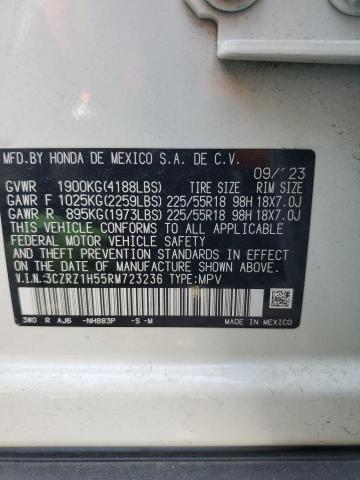 MFD.BY HONDA DE MEXICO S.A. DE C.V.
09/'23
GVWR 1900KG(4188LBS) TIRE SIZE RIM SIZE
GAWR F 1025KG(2259LBS) 225/55R18 98H 18X7.0J
GAWR R 895KG(1973LBS) 225/55R18 98H 18X7.0J
THIS VEHICLE CONFORMS TO ALL APPLICABLE
FEDERAL MOTOR VEHICLE SAFETY AND THEFT
PREVENTION STANDARDS IN EFFECT ON THE DATE
OF MANUFACTURE SHOWN ABOVE.
V.I.N.:3CZRZ1H55RM723236 TYPE:MPV
3W0 R AJ6 -NH883P -S -M
MADE IN
MEXICO